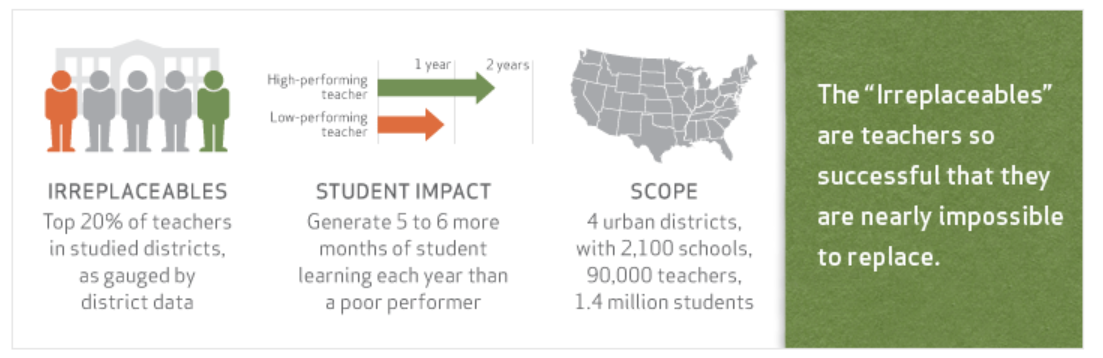 IRREPLACEABLES
Top 20% of teachers
in studied districts,
as gauged by
district data
1 year
2 years
High-performing
teacher
Low-performing
teacher
STUDENT IMPACT
Generate 5 to 6 more
months of student
learning each year than
a poor performer
SCOPE
4 urban districts,
with 2,100 schools,
90,000 teachers,
1.4 million students
The “Irreplaceables”
are teachers so
successful that they
are nearly impossible
to replace.